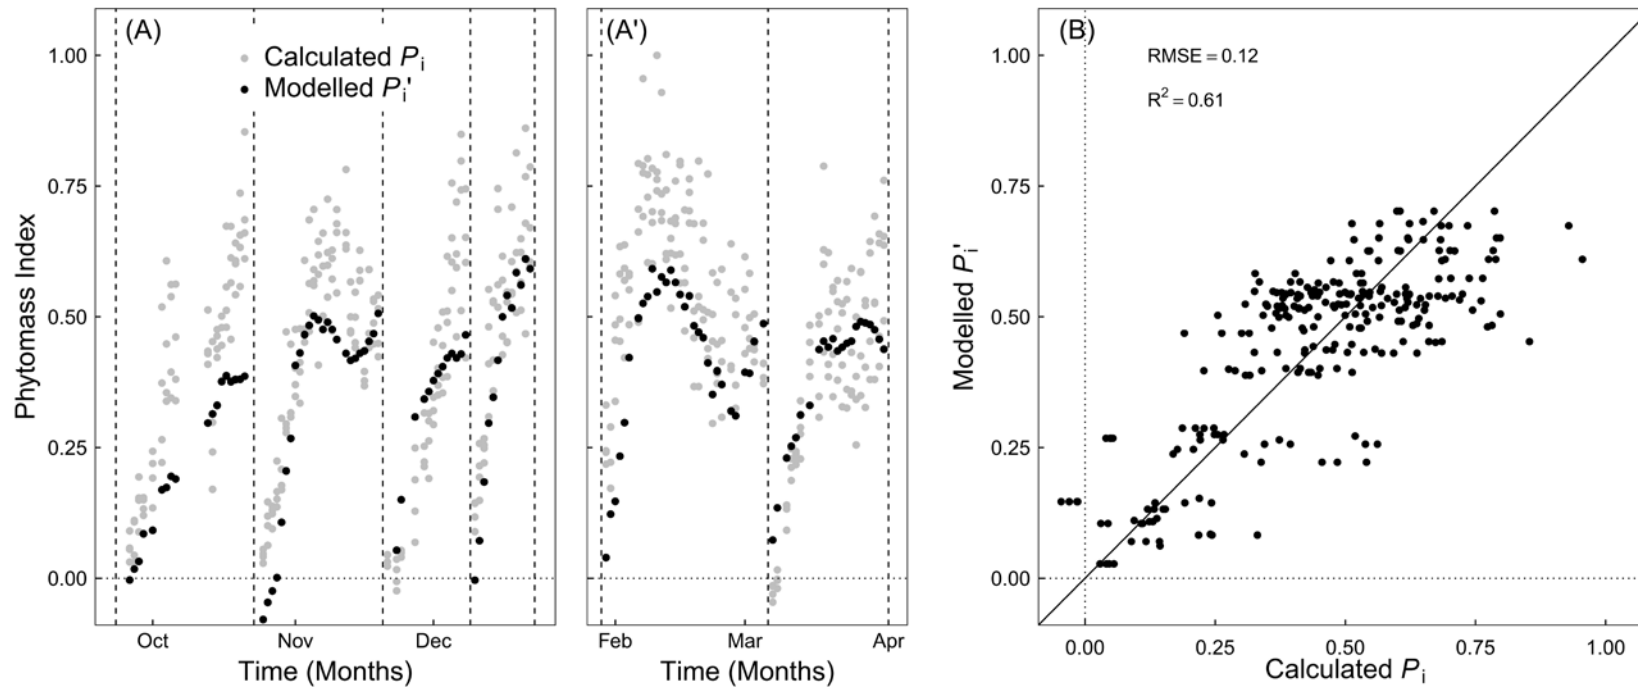 (A)
Calculated Pi
Modelled Pi'
1.00
0.75
0.50
0.25
0.00
Phytomass Index
Oct
Nov
Dec
Time (Months)
(A')
Feb
Mar
Apr
Time (Months)
(B)
RMSE = 0.12
R² = 0.61
1.00
0.75
0.50
0.25
0.00
Modelled Pi'
0.00
0.25
0.50
0.75
1.00
Calculated Pi